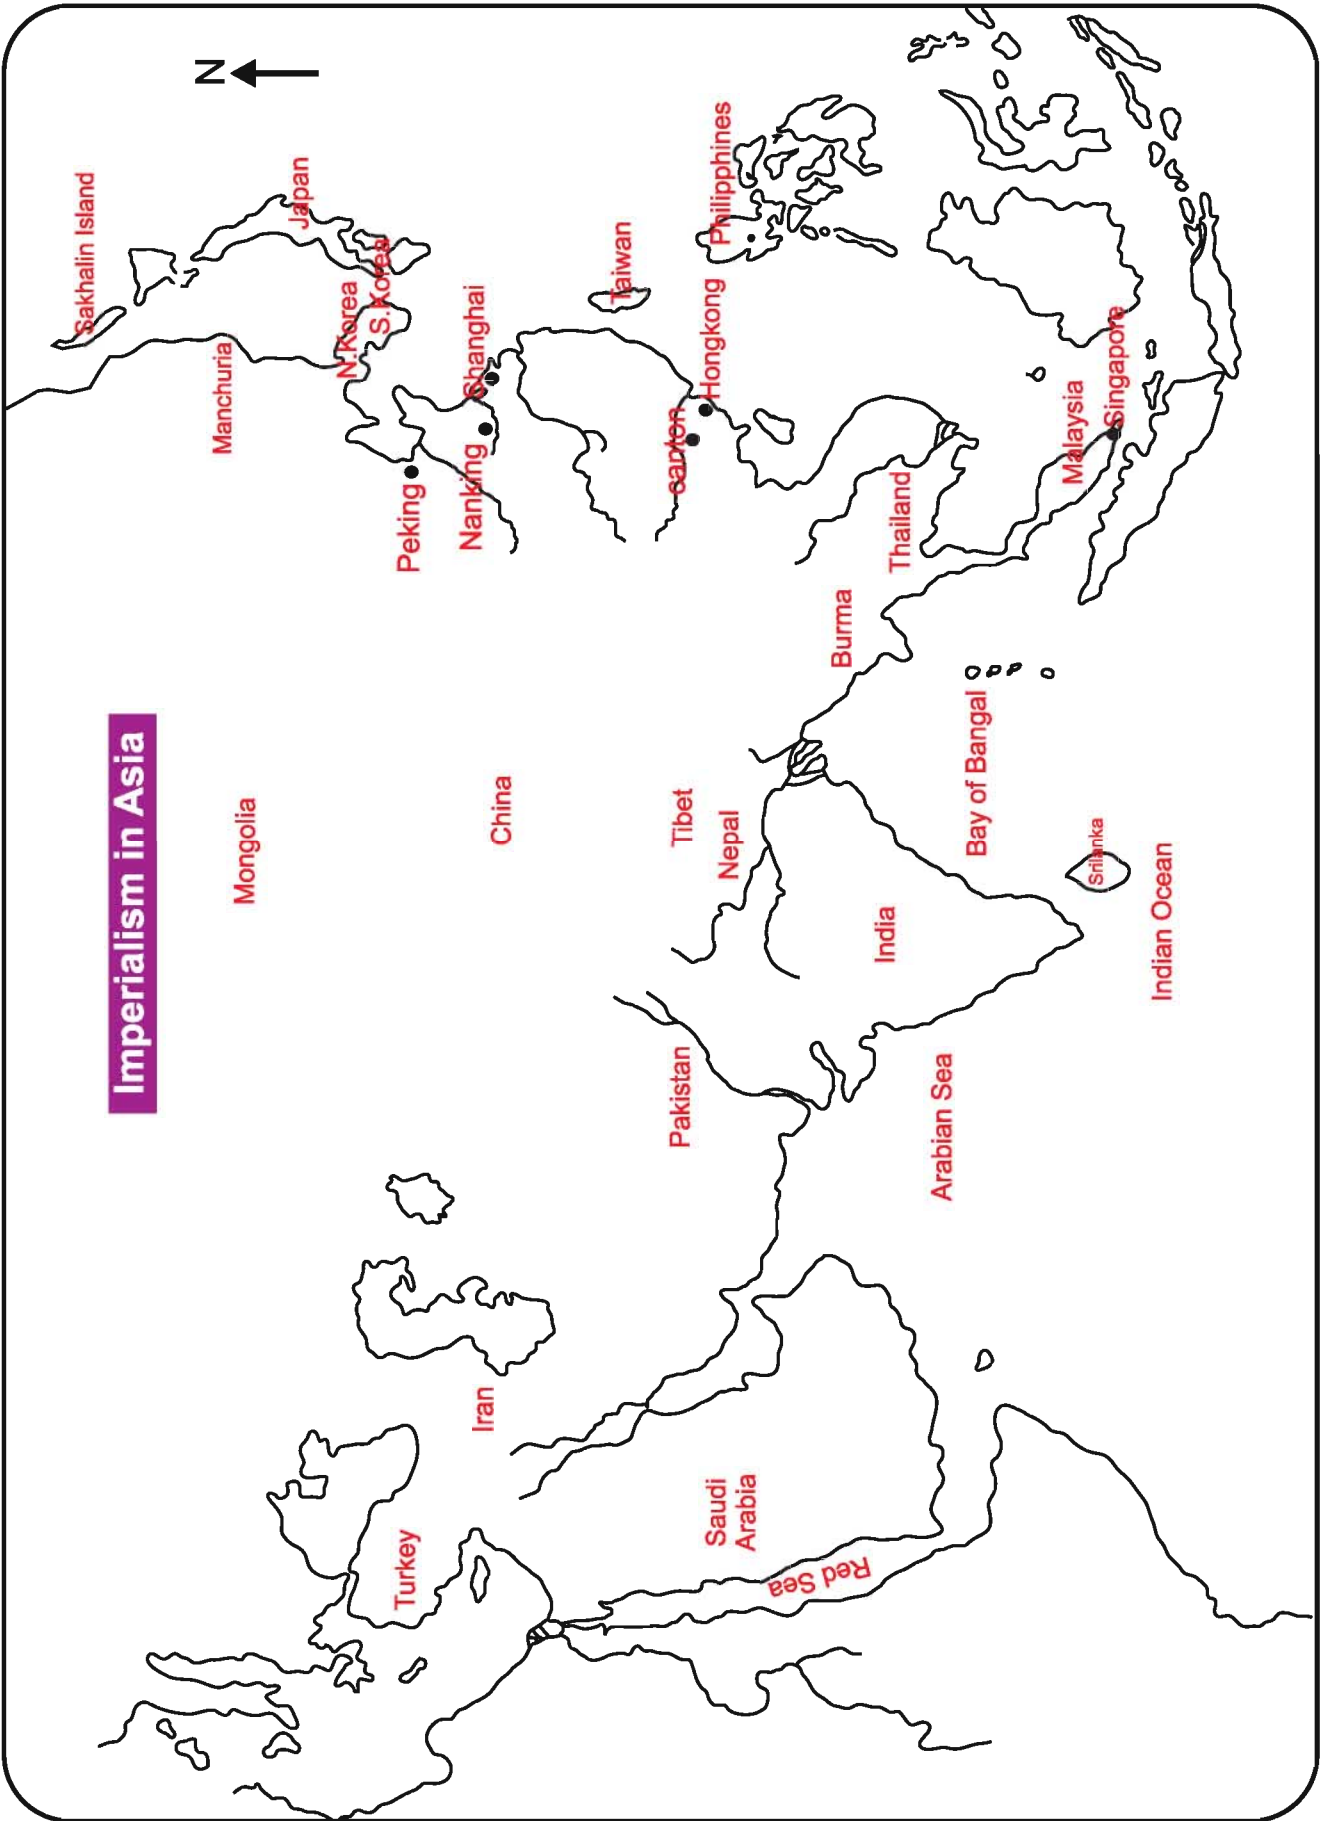 Imperialism in Asia
N
Sakhalin Island
Japan
Manchuria
N.Korea
S.Korea
Mongolia
Peking
Shanghai
Nanking
China
Taiwan
Hongkong
canton
Philipphines
Tibet
Nepal
Pakistan
Iran
Turkey
Saudi
Arabia
Red Sea
India
Burma
Thailand
Arabian Sea
Bay of Bangal
Malaysia
Singapore
Srilanka
Indian Ocean